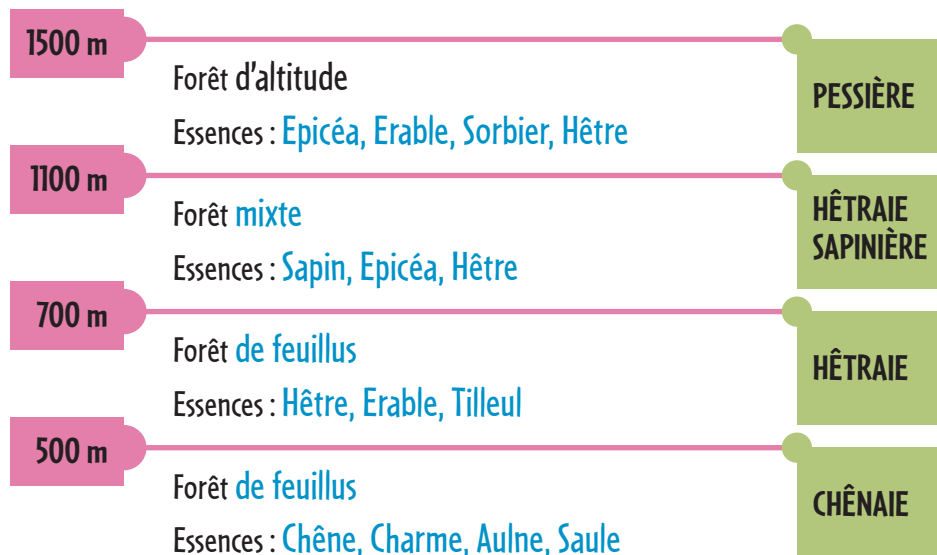 1500 m
Forêt d'altitude
Essences : Epicéa, Erable, Sorbier, Hêtre
PESSIÈRE
1100 m
Forêt mixte
Essences : Sapin, Epicéa, Hêtre
HÊTRAIE
SAPINIÈRE
700 m
Forêt de feuillus
Essences : Hêtre, Erable, Tilleul
HÊTRAIE
500 m
Forêt de feuillus
Essences : Chêne, Charme, Aulne, Saule
CHÊNAIE